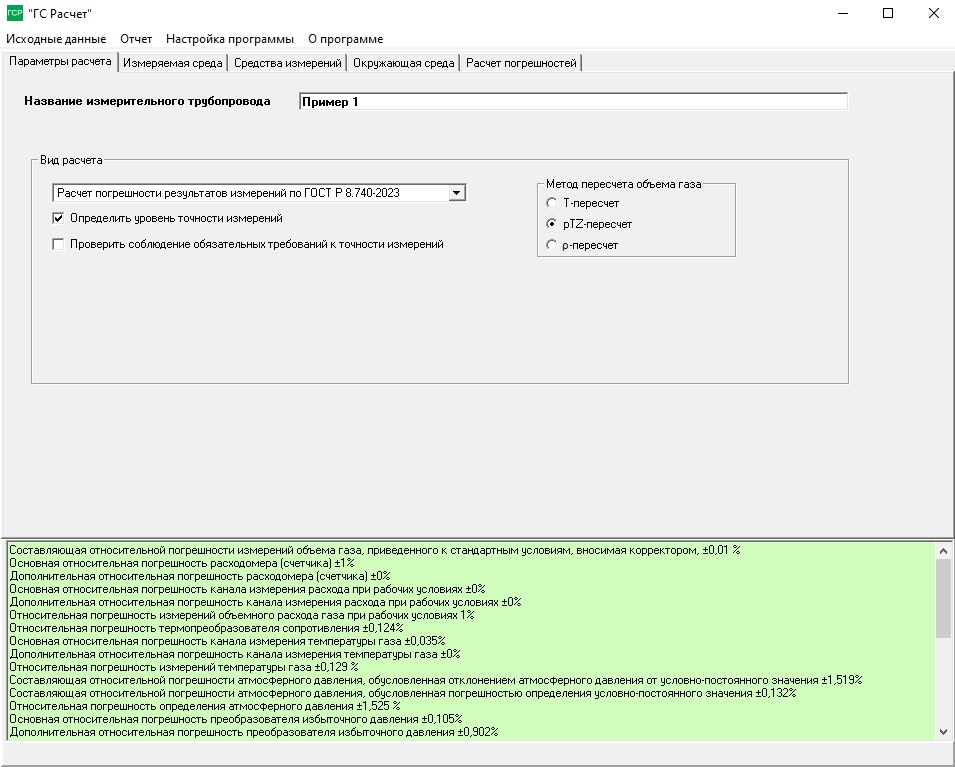 ГСР "ГС Расчет"
Исходные данные Отчет Настройка программы О программе
Параметры расчета Измеряемая среда Средства измерений Окружающая среда Расчет погрешностей
Название измерительного трубопровода Пример 1
Вид расчета
Расчет погрешности результатов измерений по ГОСТ Р 8.740-2023
Определить уровень точности измерений
Проверить соблюдение обязательных требований к точности измерений
Метод пересчета объема газа
T-пересчет
pTZ-пересчет
ρ-пересчет
Составляющая относительной погрешности измерений объема газа, приведенного к стандартным условиям, вносимая корректором, ±0,01 %
Основная относительная погрешность расходомера (счетчика) ±1%
Дополнительная относительная погрешность расходомера (счетчика) ±0%
Основная относительная погрешность канала измерения расхода при рабочих условиях ±0%
Дополнительная относительная погрешность канала измерения расхода при рабочих условиях ±0%
Относительная погрешность измерений объемного расхода газа при рабочих условиях 1%
Относительная погрешность термопреобразователя сопротивления ±0,124%
Основная относительная погрешность канала измерения температуры газа ±0,035%
Дополнительная относительная погрешность канала измерения температуры газа ±0%
Относительная погрешность измерений температуры газа ±0,129 %
Составляющая относительной погрешности атмосферного давления, обусловленная отклонением атмосферного давления от условно-постоянного значения ±1,519%
Составляющая относительной погрешности атмосферного давления, обусловленная погрешностью определения условно-постоянного значения ±0,132%
Относительная погрешность определения атмосферного давления ±1,525 %
Основная относительная погрешность преобразователя избыточного давления ±0,105%
Дополнительная относительная погрешность преобразователя избыточного давления ±0,902%